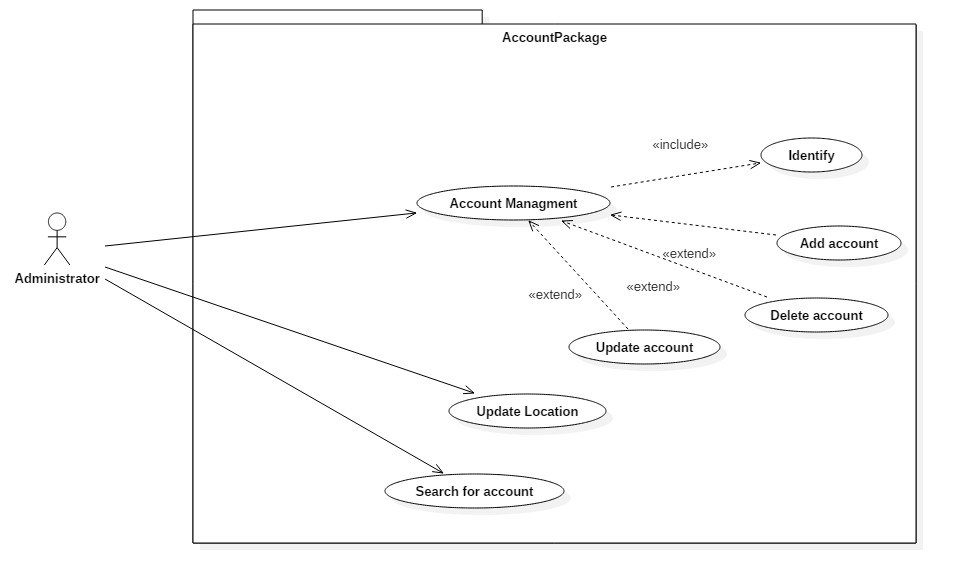 AccountPackage
«include»
Identify
Account Managment
Add account
«extend»
Administrator
«extend»
«extend»
Delete account
Update account
Update Location
Search for account